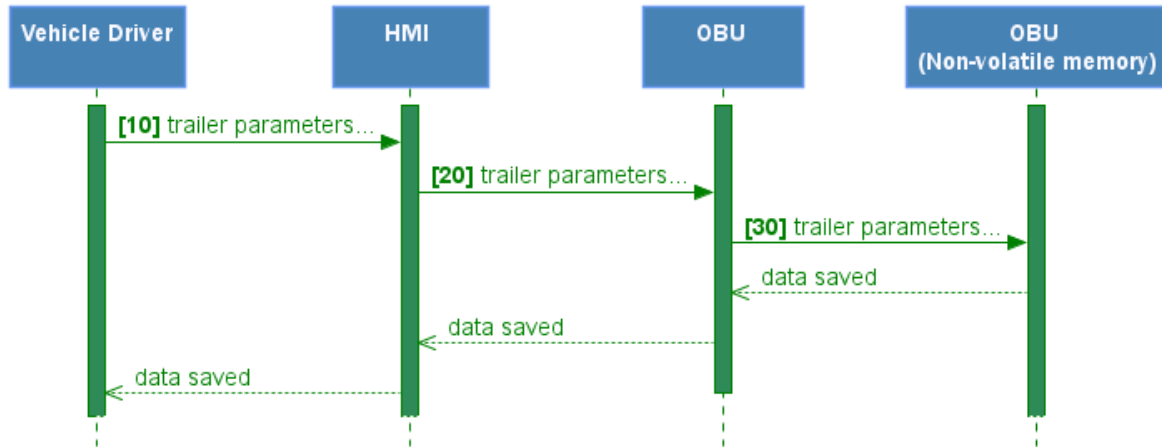 Vehicle Driver
HMI
OBU
OBU
(Non-volatile memory)
[10] trailer parameters...
[20] trailer parameters...
[30] trailer parameters...
data saved
data saved
data saved